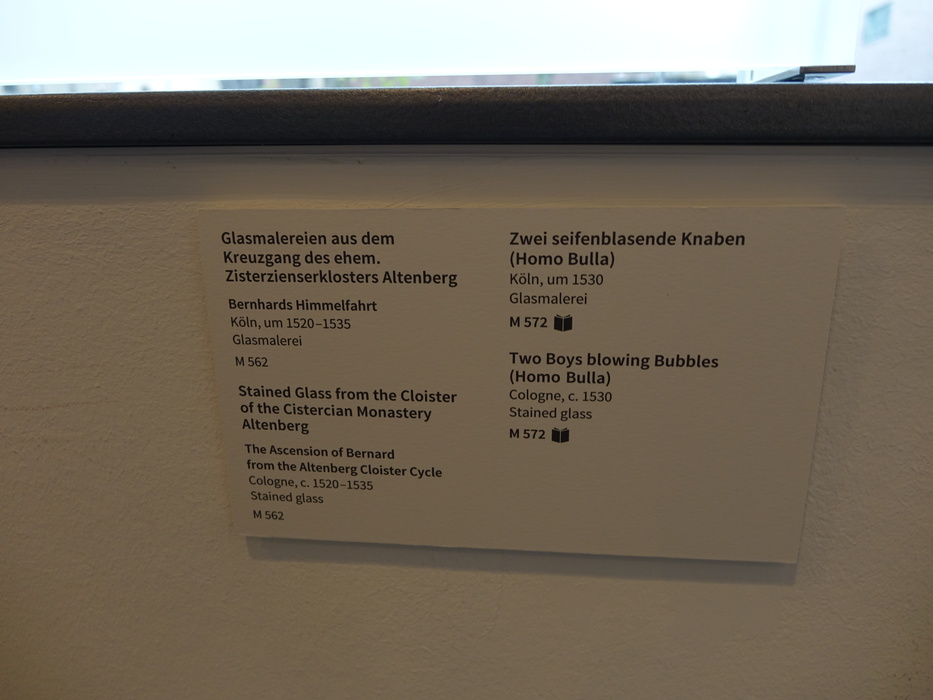 Glasmalereien aus dem
Kreuzgang des ehem.
Zisterzienserklosters Altenberg
Bernhards Himmelfahrt
Köln, um 1520–1535
Glasmalerei
M 562
Stained Glass from the Cloister
of the Cistercian Monastery
Altenberg
The Ascension of Bernard
from the Altenberg Cloister Cycle
Cologne, c. 1520–1535
Stained glass
M 562
Zwei seifenblasende Knaben
(Homo Bulla)
Köln, um 1530
Glasmalerei
M 572
Two Boys blowing Bubbles
(Homo Bulla)
Cologne, c. 1530
Stained glass
M 572